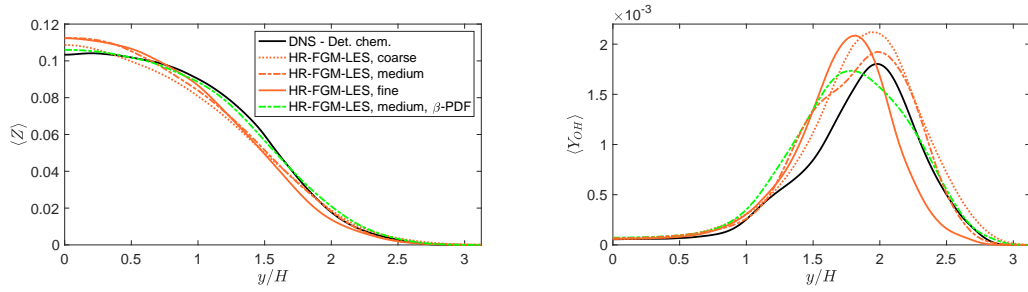 0.12
0.1
0.08
0.06
0.04
0.02
0
⟨Z⟩
DNS - Det. chem.
HR-FGM-LES, coarse
HR-FGM-LES, medium
HR-FGM-LES, fine
HR-FGM-LES, medium, β-PDF
0 0.5 1 1.5 2 2.5 3
y/H
×10⁻³
2
1.5
1
0.5
0
⟨Y_OH⟩
0 0.5 1 1.5 2 2.5 3
y/H